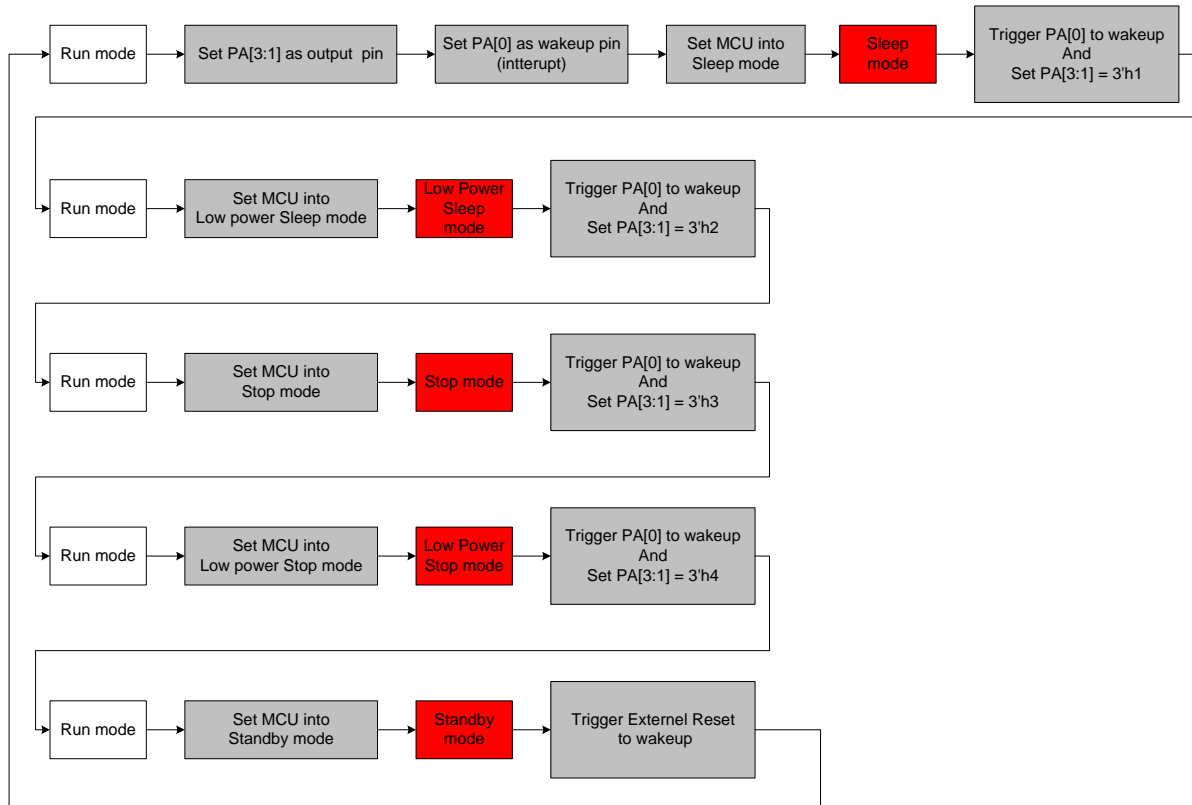 Run mode
Set PA[3:1] as output pin
Set PA[0] as wakeup pin
(intterupt)
Set MCU into
Sleep mode
Sleep
mode
Trigger PA[0] to wakeup
And
Set PA[3:1] = 3'h1
Run mode
Set MCU into
Low power Sleep mode
Low Power
Sleep
mode
Trigger PA[0] to wakeup
And
Set PA[3:1] = 3'h2
Run mode
Set MCU into
Stop mode
Stop mode
Trigger PA[0] to wakeup
And
Set PA[3:1] = 3'h3
Run mode
Set MCU into
Low power Stop mode
Low Power
Stop mode
Trigger PA[0] to wakeup
And
Set PA[3:1] = 3'h4
Run mode
Set MCU into
Standby mode
Standby
mode
Trigger Externel Reset
to wakeup